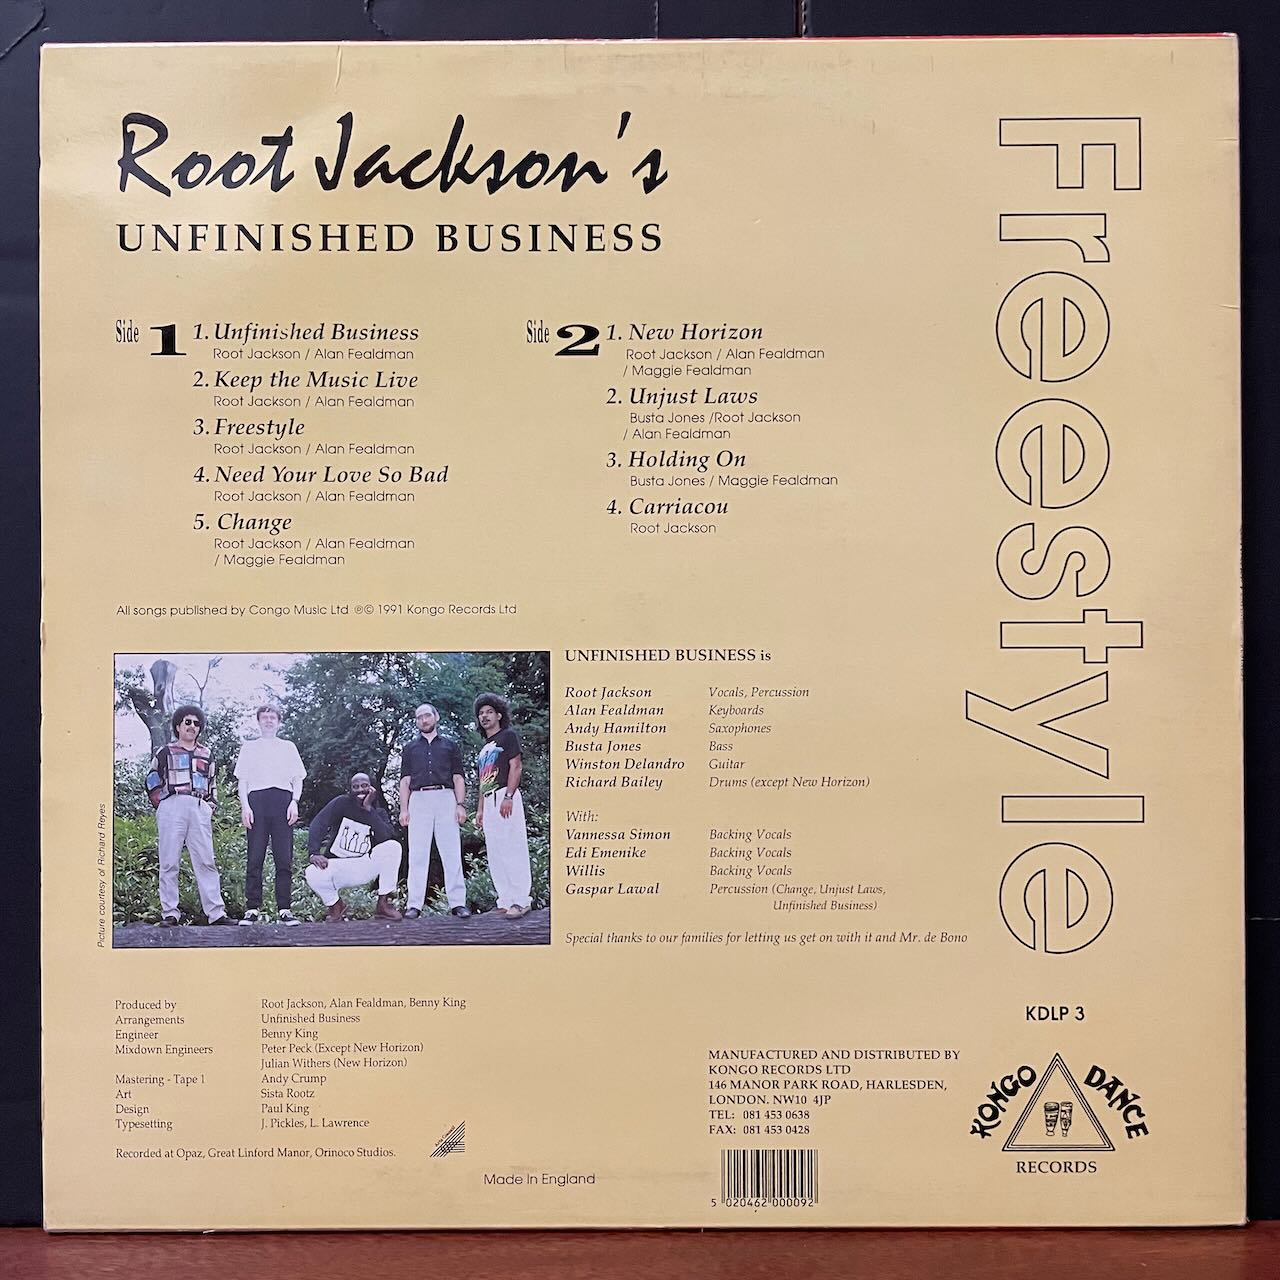 Root Jackson's
UNFINISHED BUSINESS
Freestyle
Side 1
1. Unfinished Business
Root Jackson / Alan Fealdman
2. Keep the Music Live
Root Jackson / Alan Fealdman
3. Freestyle
Root Jackson / Alan Fealdman
4. Need Your Love So Bad
Root Jackson / Alan Fealdman
5. Change
Root Jackson / Alan Fealdman
/ Maggie Fealdman
Side 2
1. New Horizon
Root Jackson / Alan Fealdman
/ Maggie Fealdman
2. Unjust Laws
Busta Jones /Root Jackson
/ Alan Fealdman
3. Holding On
Busta Jones / Maggie Fealdman
4. Carriacou
Root Jackson
All songs published by Congo Music Ltd ℗© 1991 Kongo Records Ltd
Picture courtesy of Richard Reyes
UNFINISHED BUSINESS is
Root Jackson Vocals, Percussion
Alan Fealdman Keyboards
Andy Hamilton Saxophones
Busta Jones Bass
Winston Delandro Guitar
Richard Bailey Drums (except New Horizon)
With:
Vannessa Simon Backing Vocals
Edi Emenike Backing Vocals
Willis Backing Vocals
Gaspar Lawal Percussion (Change, Unjust Laws,
Unfinished Business)
Special thanks to our families for letting us get on with it and Mr. de Bono
Produced by Root Jackson, Alan Fealdman, Benny King
Arrangements Unfinished Business
Engineer Benny King
Mixdown Engineers Peter Peck (Except New Horizon)
Julian Withers (New Horizon)
Mastering - Tape 1 Andy Crump
Art Sista Rootz
Design Paul King
Typesetting J. Pickles, L. Lawrence
Recorded at Opaz, Great Linford Manor, Orinoco Studios.
Made in England
KDLP 3
MANUFACTURED AND DISTRIBUTED BY
KONGO RECORDS LTD
146 MANOR PARK ROAD, HARLESDEN,
LONDON. NW10 4JP
TEL: 081 453 0638
FAX: 081 453 0428
5 020462 000092
KONGO DANCE
RECORDS